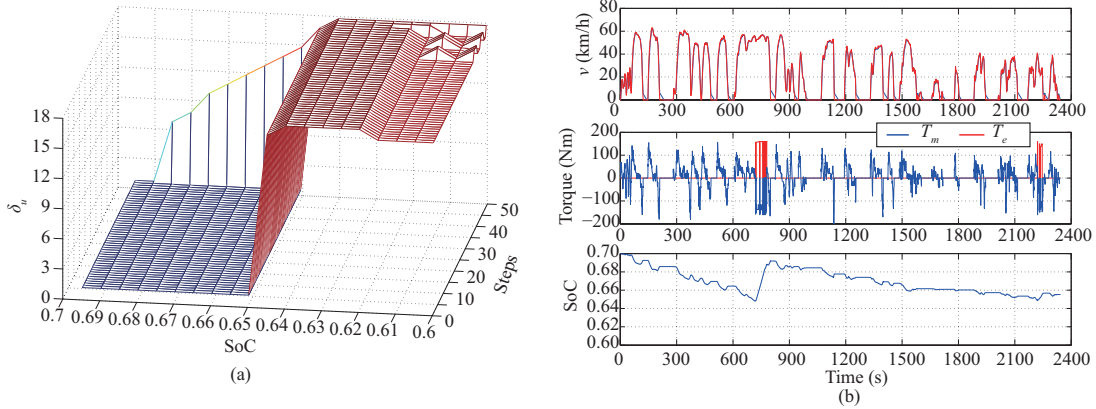 (a)
18
15
12
9
6
3
0
δu
0.7 0.69 0.68 0.67 0.66 0.65 0.64 0.63 0.62 0.61 0.6
SoC
0 10 20 30 40 50
Steps
(a)
80
60
40
20
0
v (km/h)
0 300 600 900 1200 1500 1800 2100 2400
Tm Te
200
100
0
−100
−200
Torque (Nm)
0 300 600 900 1200 1500 1800 2100 2400
0.70
0.68
0.66
0.64
0.62
0.60
SoC
0 300 600 900 1200 1500 1800 2100 2400
Time (s)
(b)
(b)